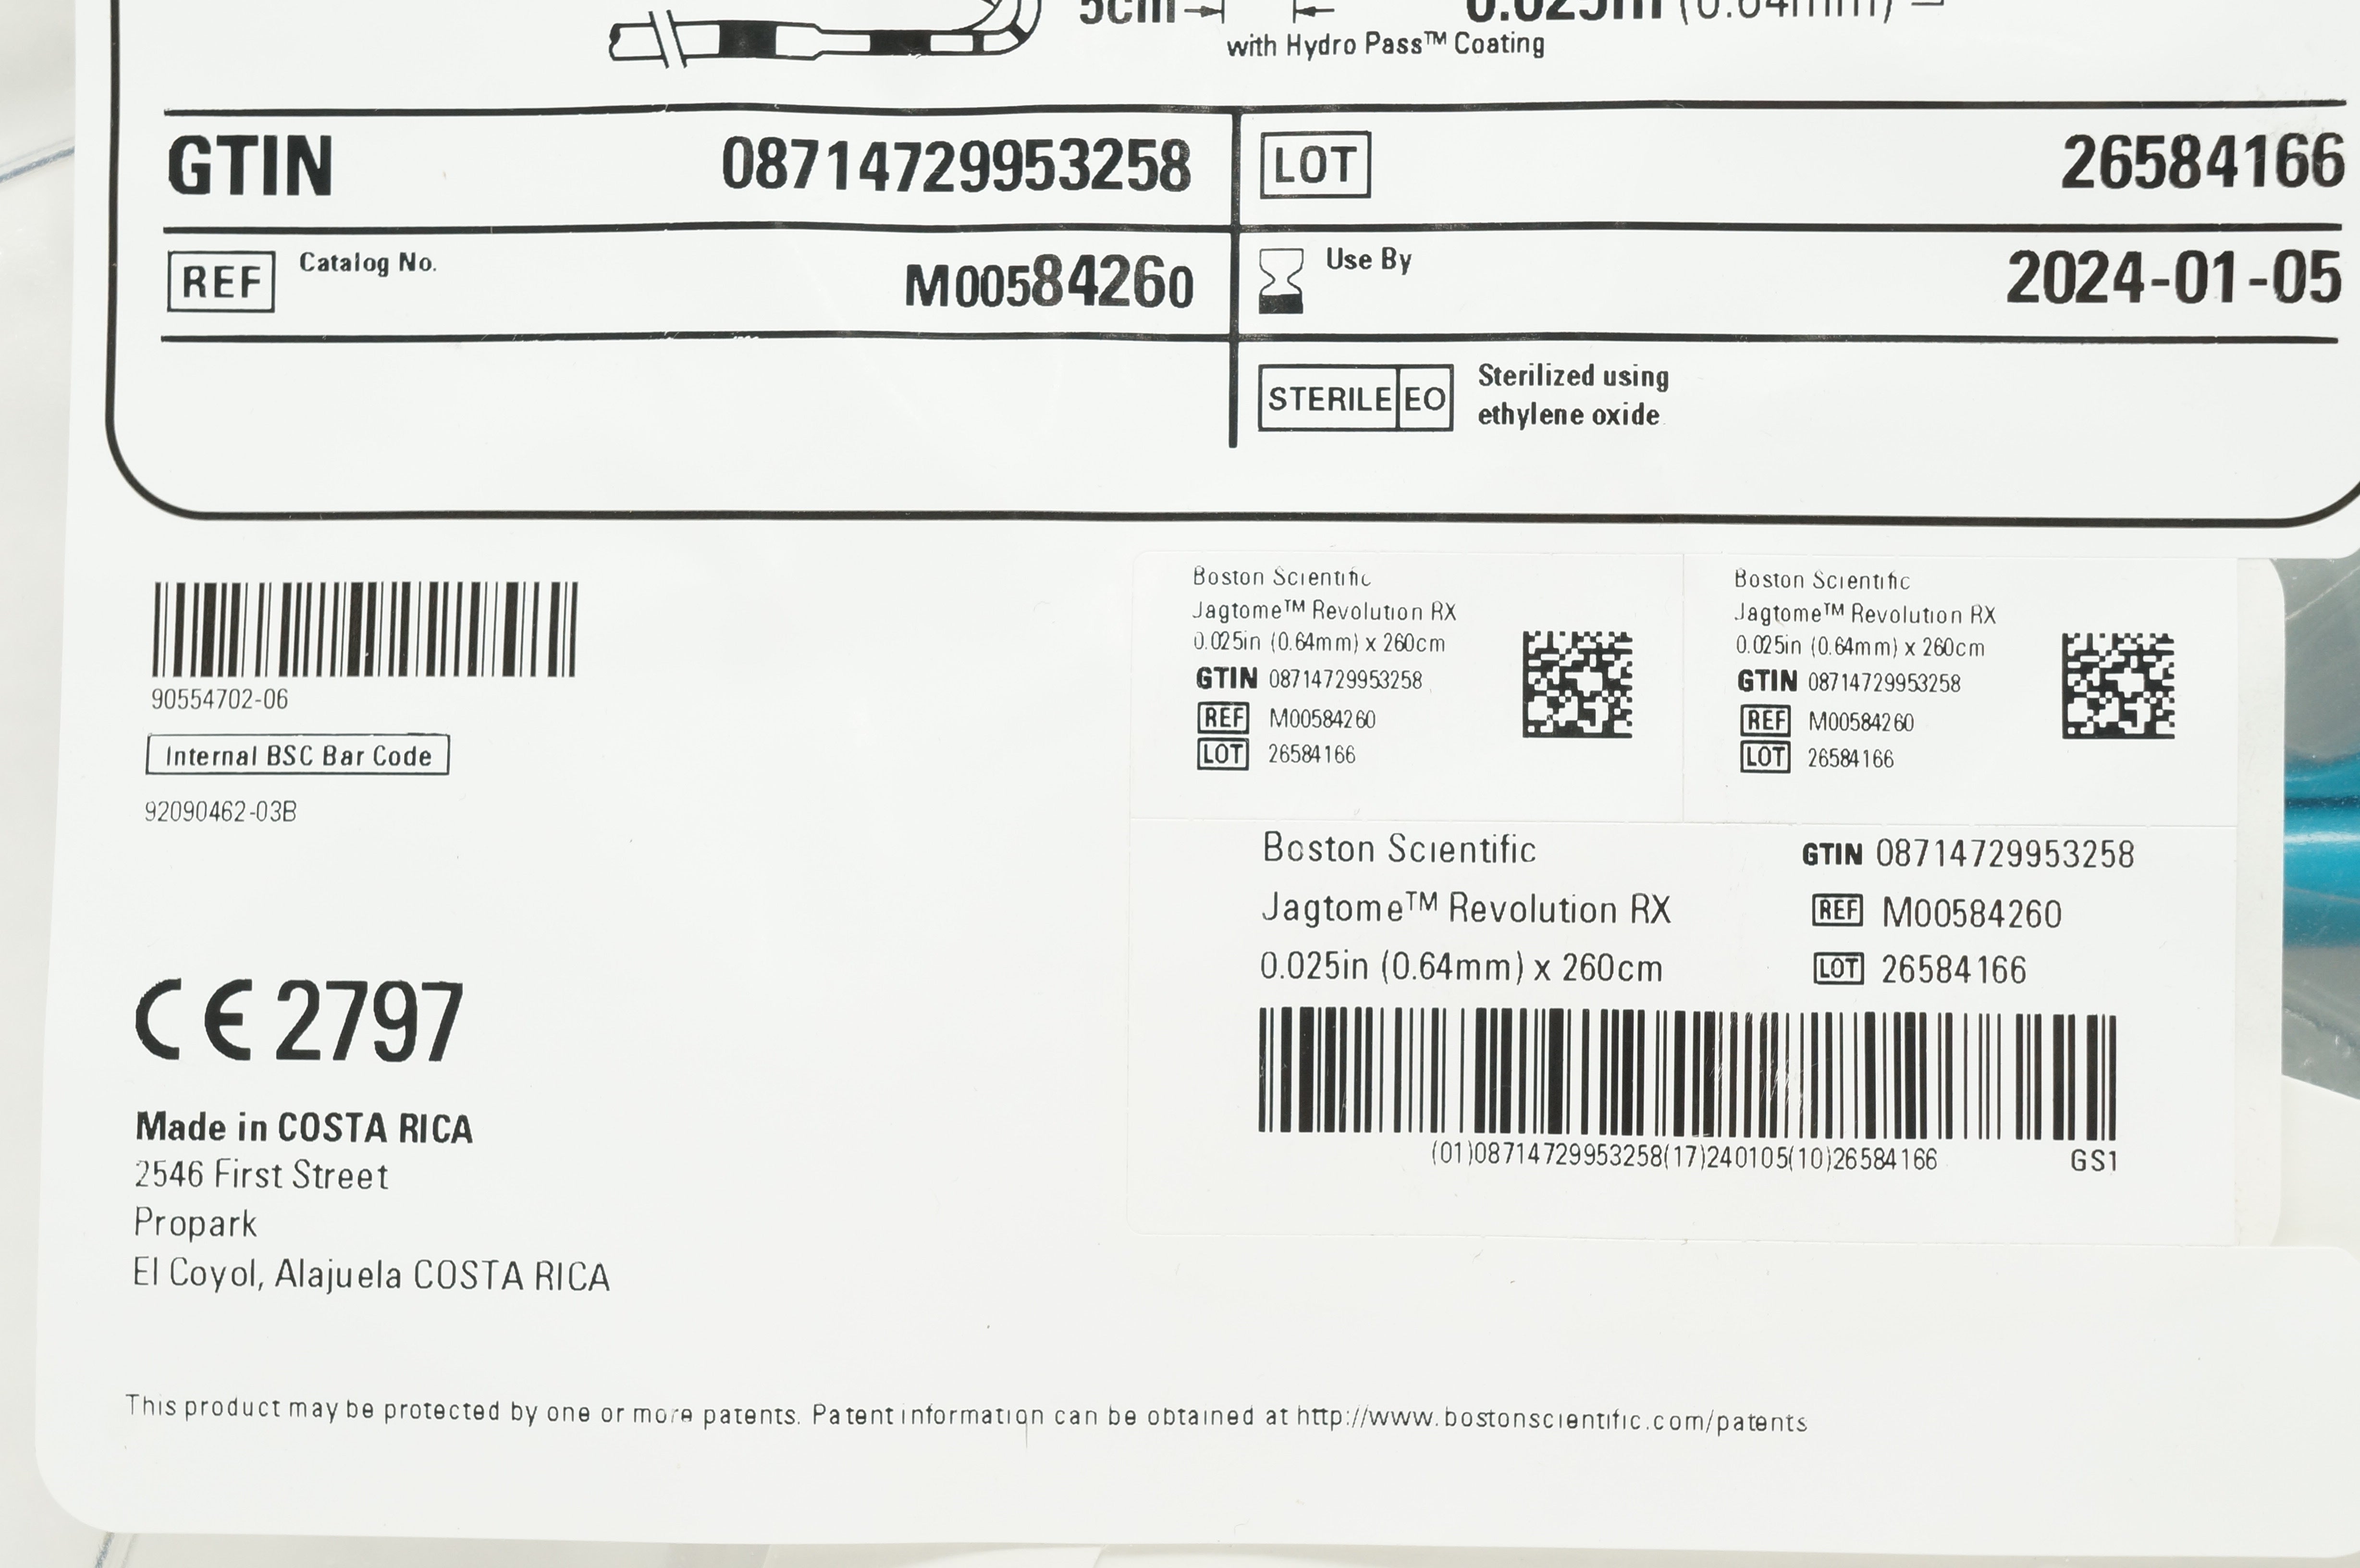 5cm
0.025in (0.64mm)
with Hydro Pass™ Coating
GTIN 08714729953258
LOT 26584166
REF Catalog No. M00584260
Use By 2024-01-05
STERILE EO Sterilized using
ethylene oxide
90554702-06
Internal BSC Bar Code
92090462-03B
CE 2797
Made in COSTA RICA
2546 First Street
Propark
El Coyol, Alajuela COSTA RICA
Boston Scientific
Jagtome™ Revolution RX
0.025in (0.64mm) x 260cm
GTIN 08714729953258
REF M00584260
LOT 26584166
Boston Scientific
Jagtome™ Revolution RX
0.025in (0.64mm) x 260cm
GTIN 08714729953258
REF M00584260
LOT 26584166
Boston Scientific
Jagtome™ Revolution RX
0.025in (0.64mm) x 260cm
GTIN 08714729953258
REF M00584260
LOT 26584166
(01)08714729953258(17)240105(10)26584166
GS1
This product may be protected by one or more patents. Patent information can be obtained at http://www.bostonscientific.com/patents